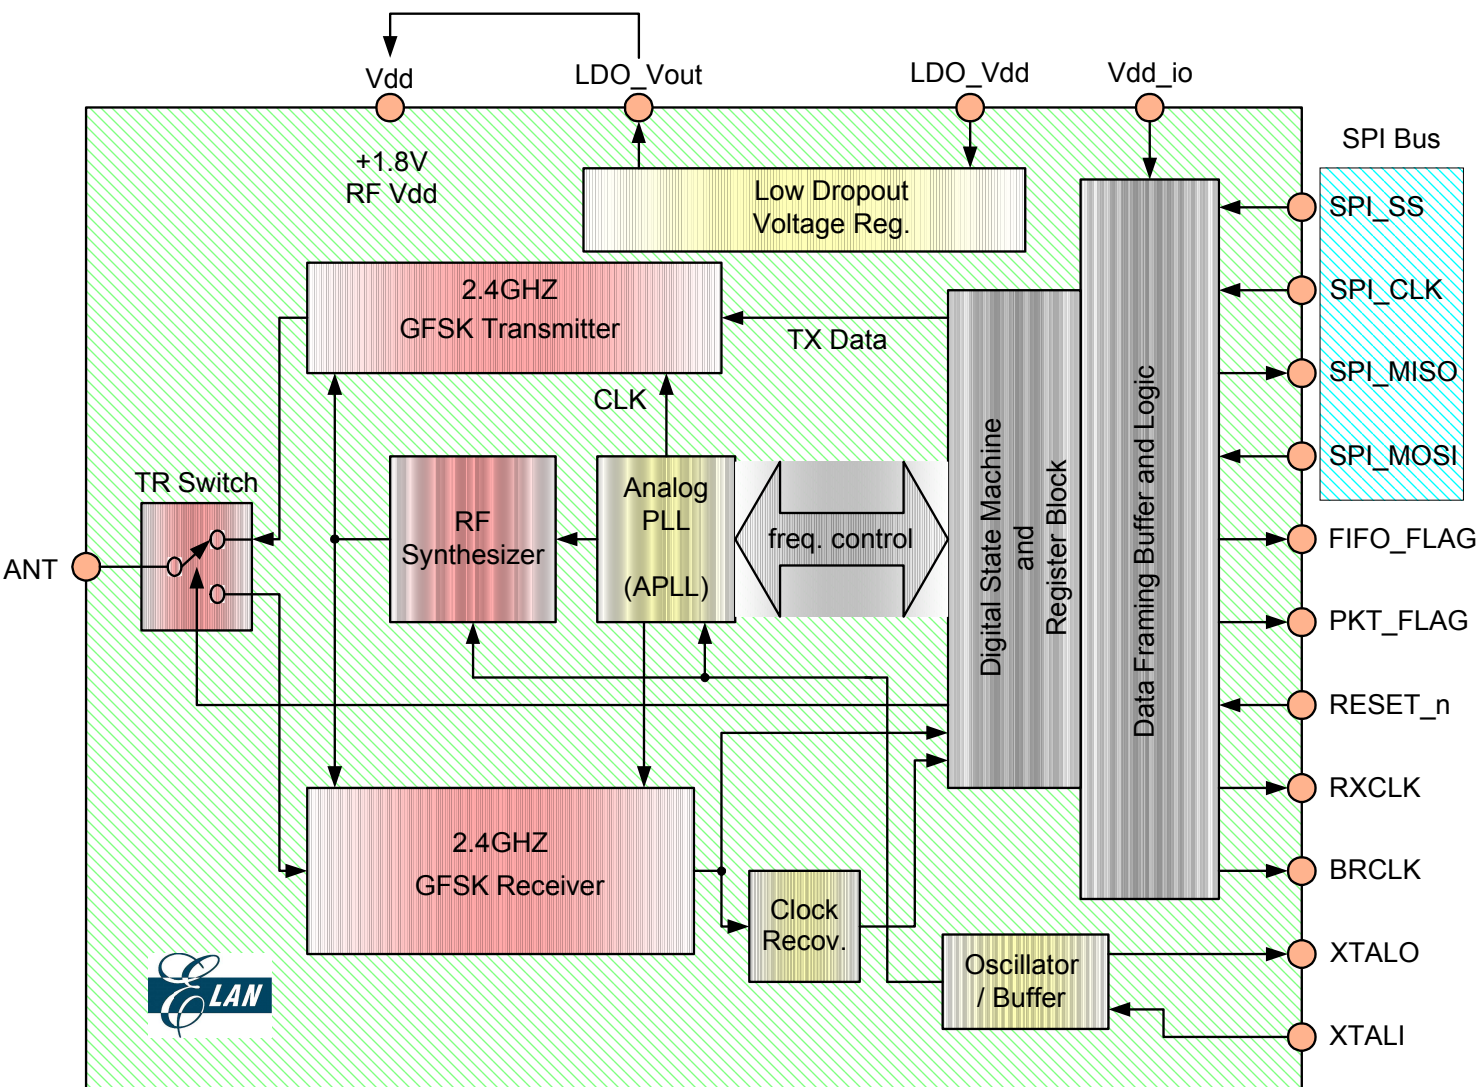 Vdd
LDO_Vout
LDO_Vdd
Vdd_io
SPI Bus
+1.8V
RF Vdd
Low Dropout
Voltage Reg.
SPI_SS
2.4GHZ
GFSK Transmitter
SPI_CLK
TX Data
SPI_MISO
CLK
SPI_MOSI
TR Switch
RF
Synthesizer
Analog
PLL
(APLL)
freq. control
Digital State Machine
and
Register Block
Data Framing Buffer and Logic
FIFO_FLAG
ANT
PKT_FLAG
RESET_n
RXCLK
2.4GHZ
GFSK Receiver
BRCLK
Clock
Recov.
Oscillator
/ Buffer
XTALO
XTALI
ELAN